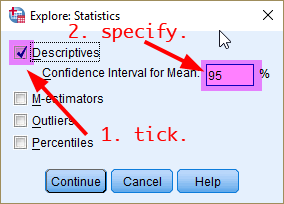 Explore: Statistics
2. specify.
Descriptives
Confidence Interval for Mean: 95 %
M-estimators
Outliers
1. tick.
Percentiles
Continue Cancel Help